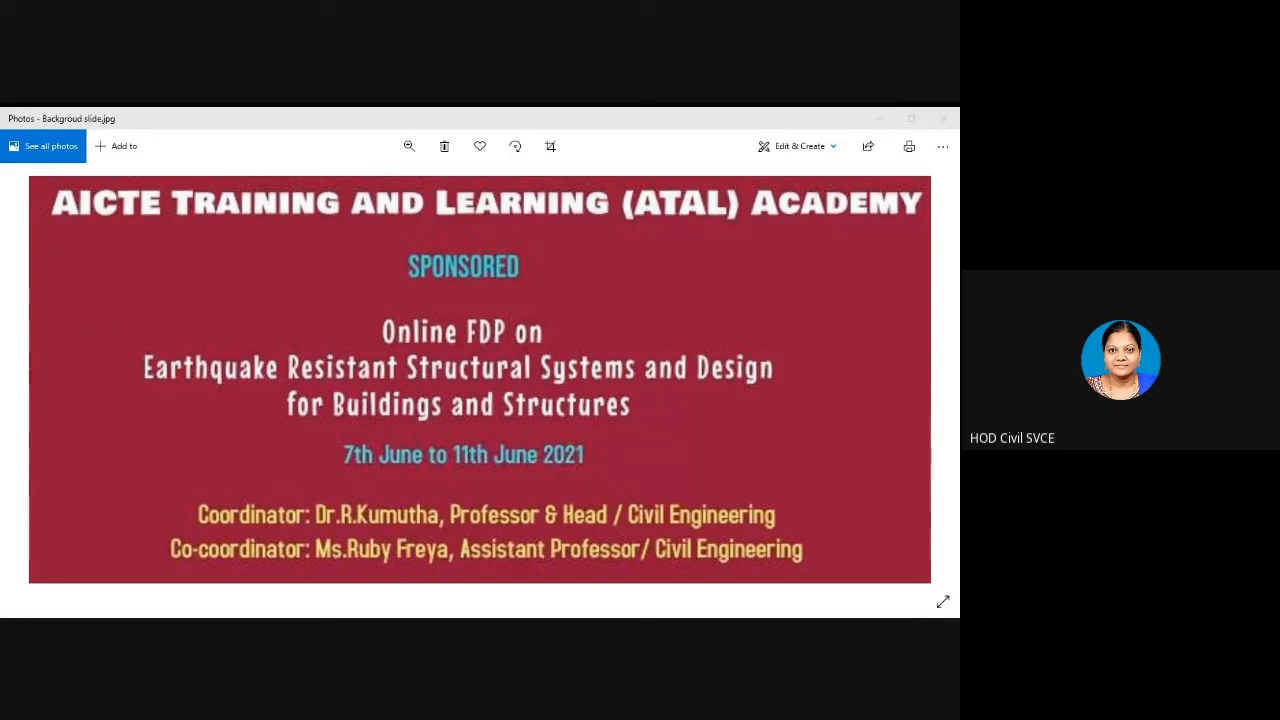 Photos - Backgroud slide.jpg
See all photos
Add to
Edit & Create
AICTE TRAINING AND LEARNING (ATAL) ACADEMY
SPONSORED
Online FDP on
Earthquake Resistant Structural Systems and Design
for Buildings and Structures
7th June to 11th June 2021
Coordinator: Dr.R.Kumutha, Professor & Head / Civil Engineering
Co-coordinator: Ms.Ruby Freya, Assistant Professor/ Civil Engineering
HOD Civil SVCE